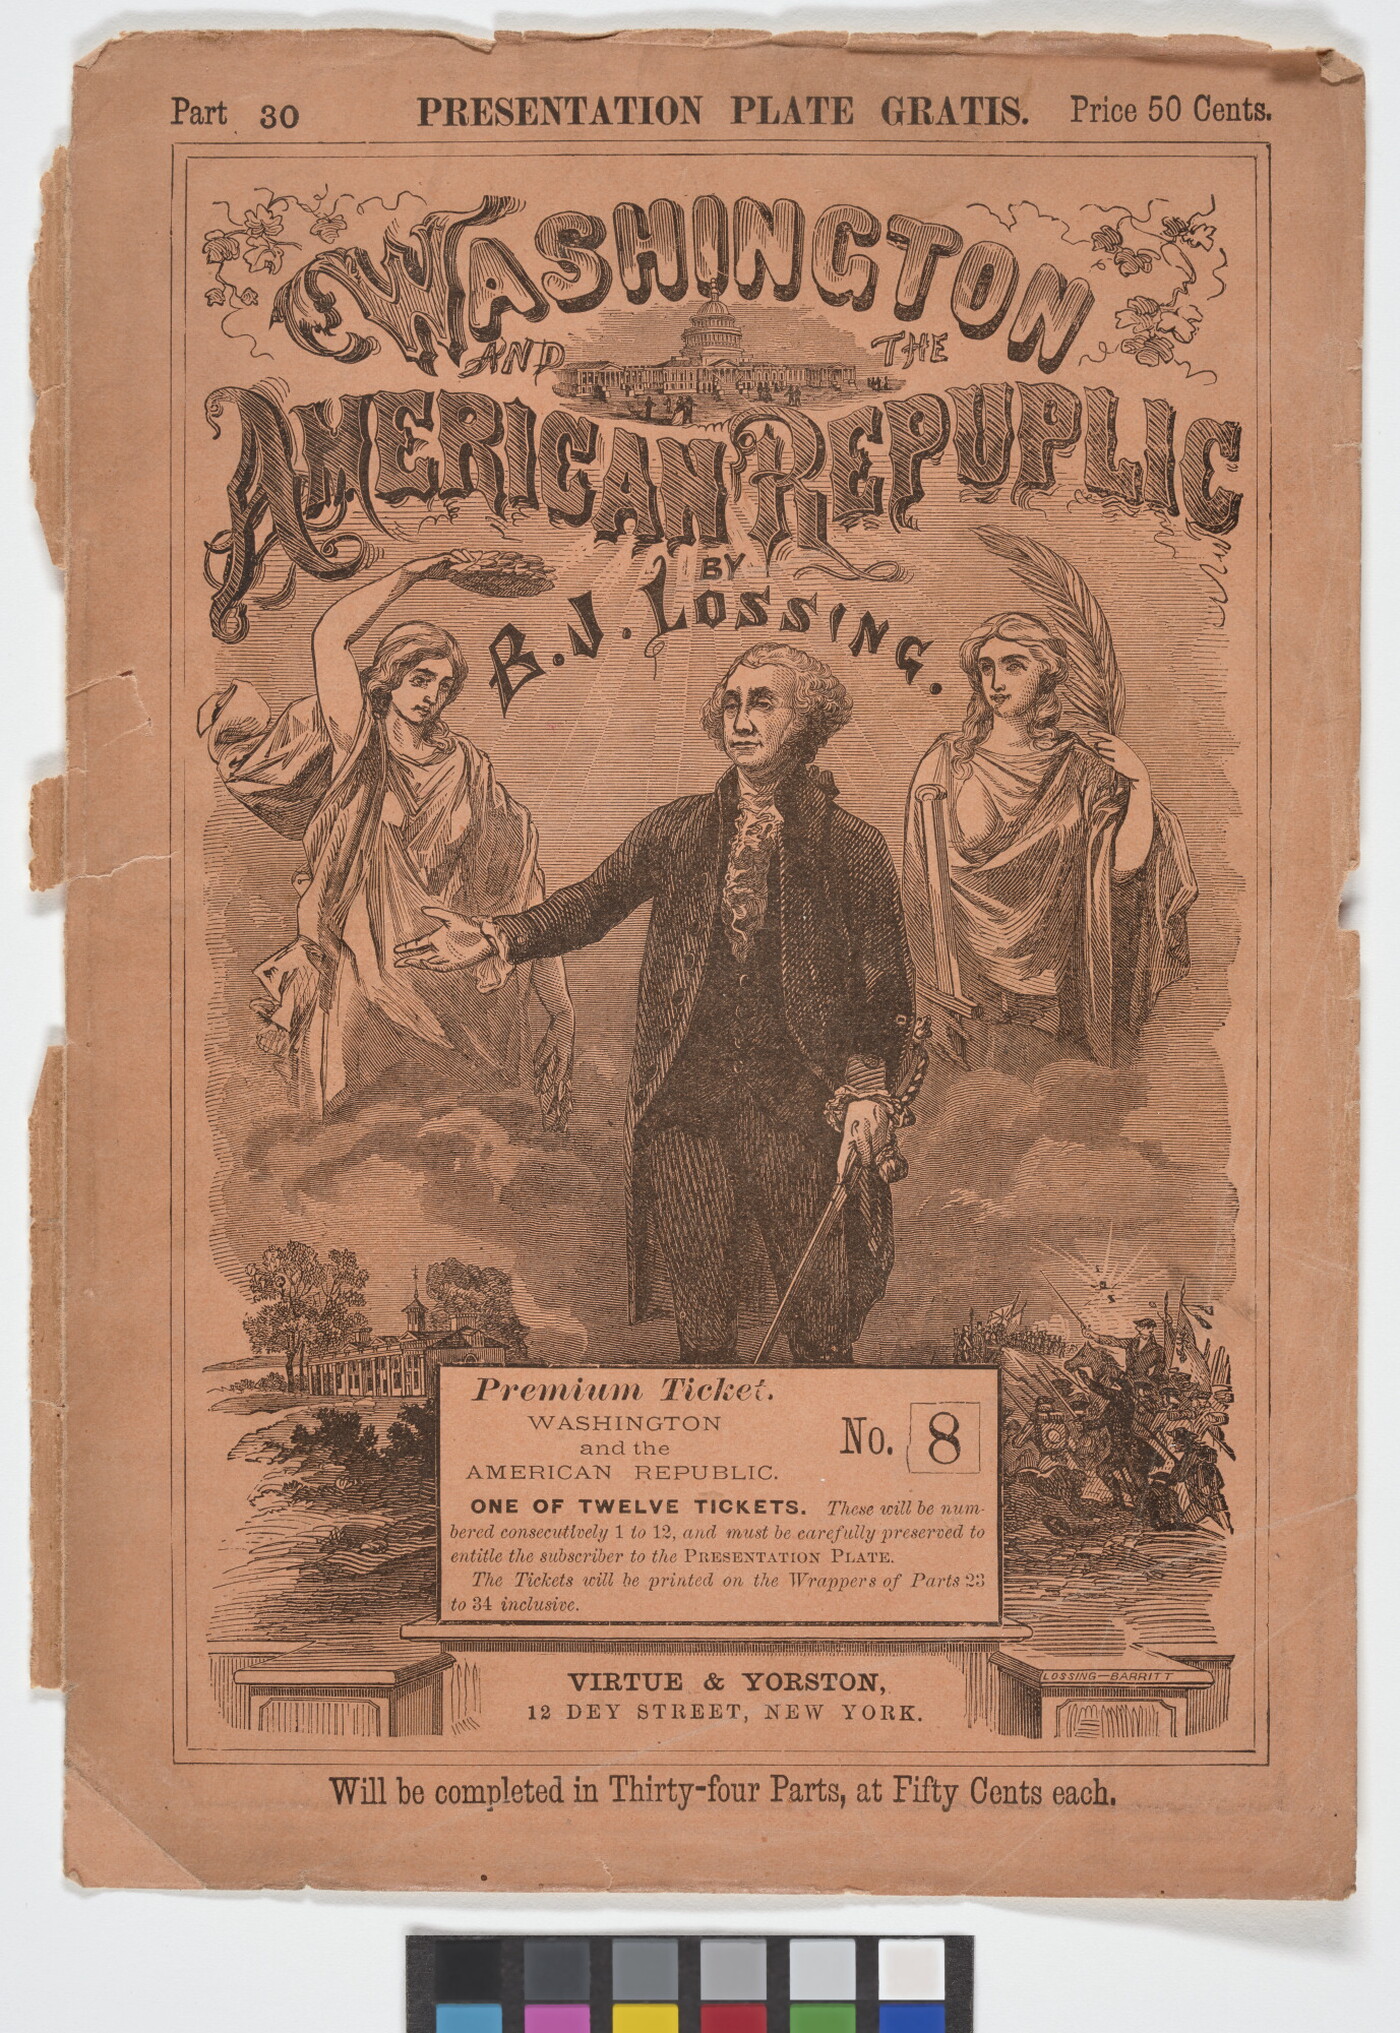 Part 30 PRESENTATION PLATE GRATIS. Price 50 Cents.
WASHINGTON
AND THE
AMERICAN REPUPLIC
BY
B. J. LOSSING.
Premium Ticket.
WASHINGTON
and the
AMERICAN REPUBLIC.
No. 8
ONE OF TWELVE TICKETS. These will be num-
bered consecutively 1 to 12, and must be carefully preserved to
entitle the subscriber to the PRESENTATION PLATE.
The Tickets will be printed on the Wrappers of Parts 23
to 34 inclusive.
LOSSING—BARRITT
VIRTUE & YORSTON,
12 DEY STREET, NEW YORK.
Will be completed in Thirty-four Parts, at Fifty Cents each.